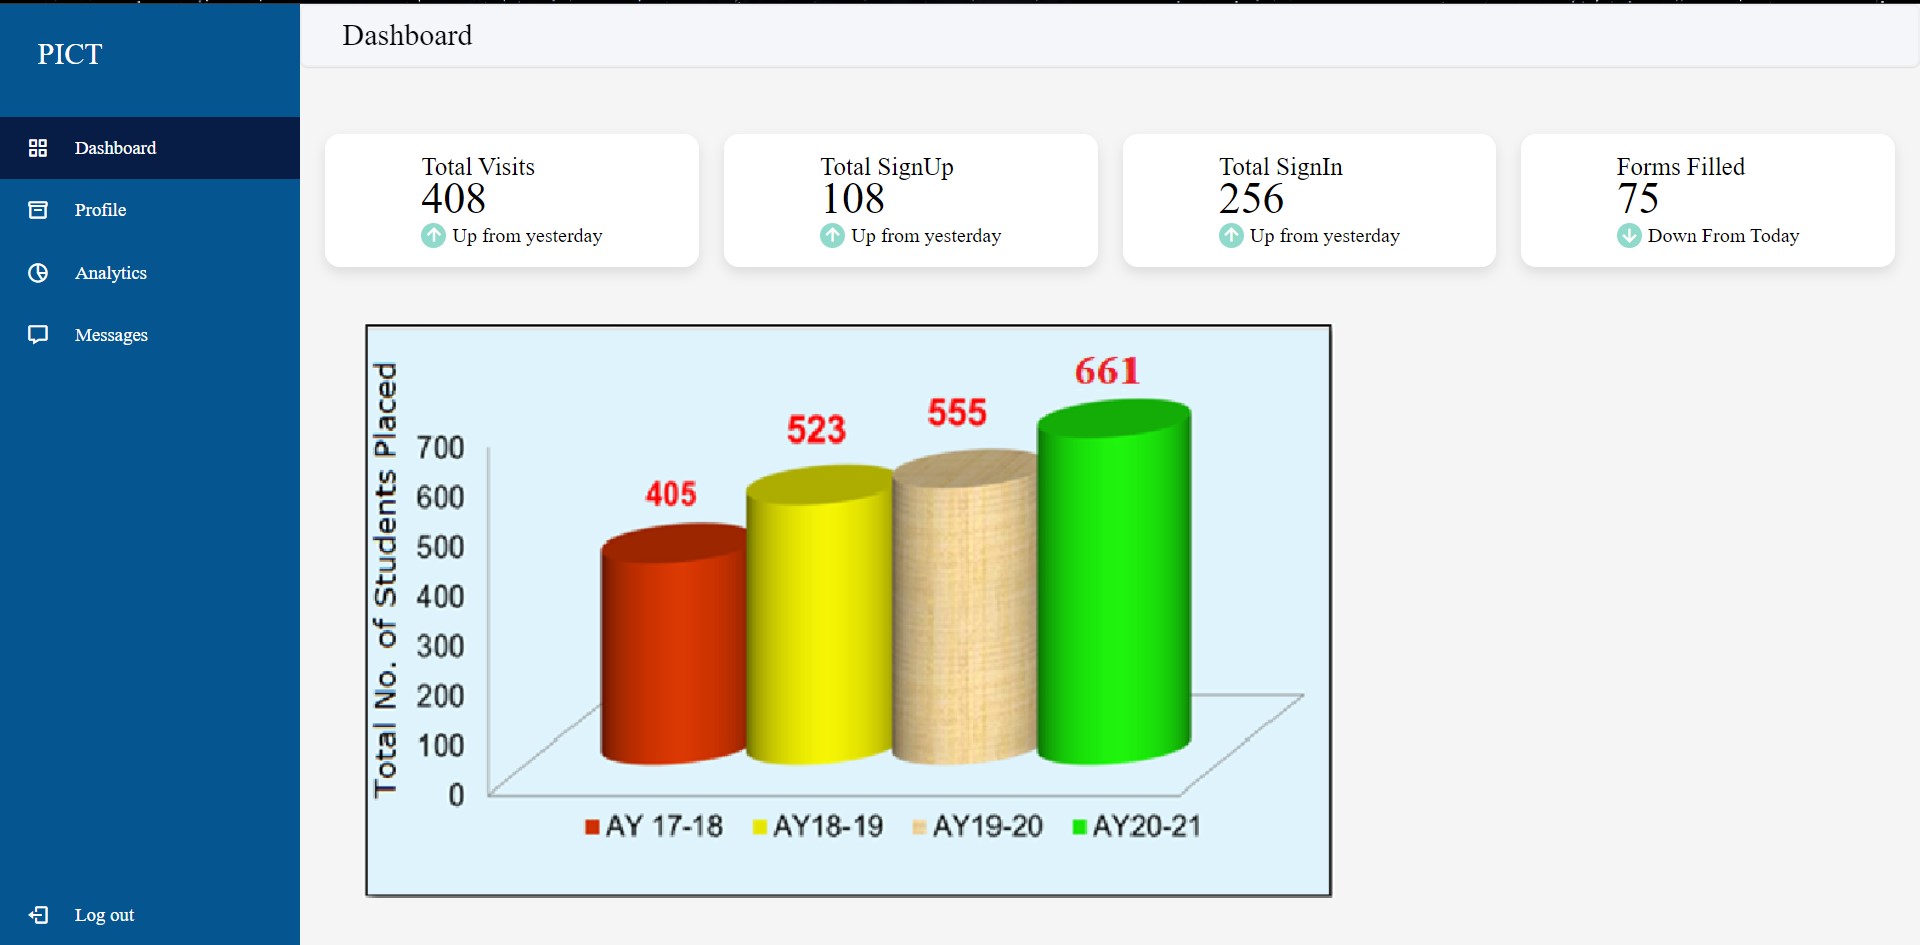 PICT
Dashboard
Profile
Analytics
Messages
Log out
Dashboard
Total Visits
408
Up from yesterday
Total SignUp
108
Up from yesterday
Total SignIn
256
Up from yesterday
Forms Filled
75
Down From Today
Total No. of Students Placed
700
600
500
400
300
200
100
0
405
523
555
661
AY 17-18
AY18-19
AY19-20
AY20-21